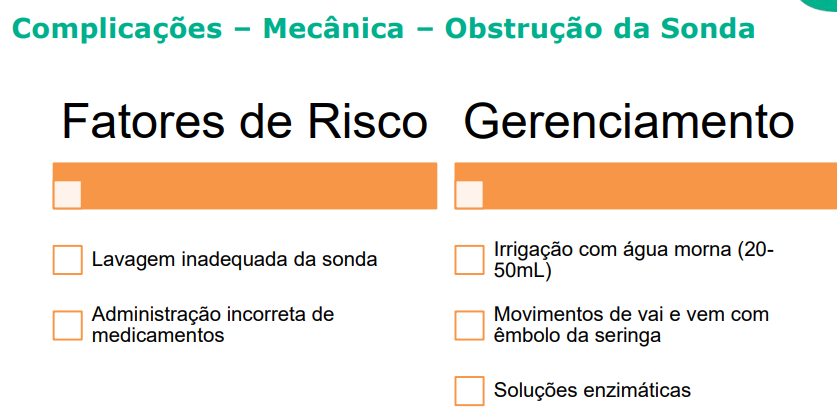 Complicações – Mecânica – Obstrução da Sonda
Fatores de Risco
Lavagem inadequada da sonda
Administração incorreta de
medicamentos
Gerenciamento
Irrigação com água morna (20-
50mL)
Movimentos de vai e vem com
êmbolo da seringa
Soluções enzimáticas